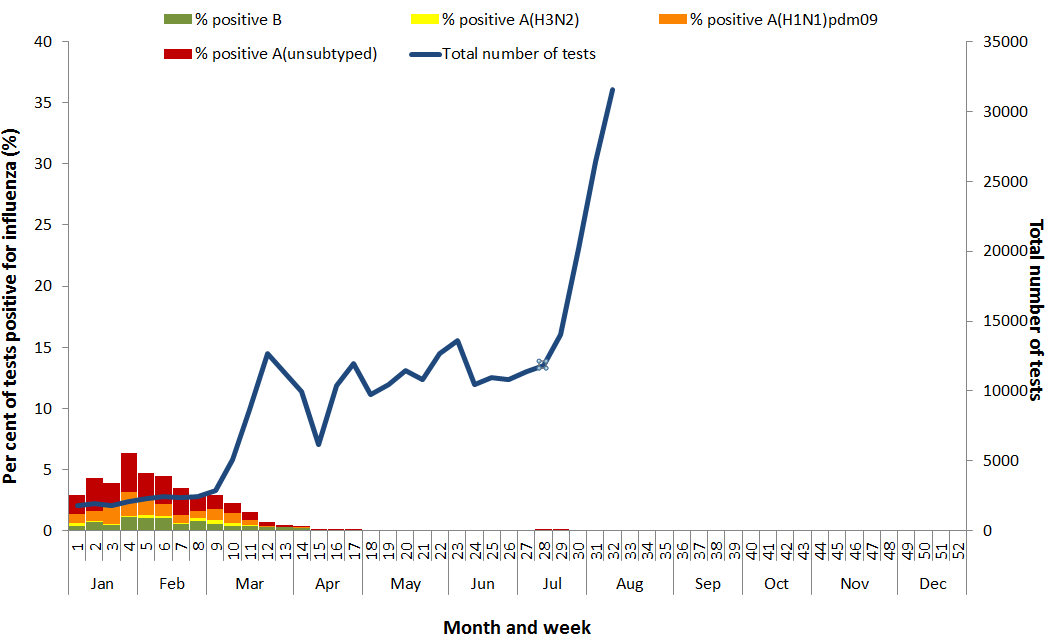 % positive B % positive A(H3N2) % positive A(H1N1)pdm09
% positive A(unsubtyped) Total number of tests
40 35000
35 30000
30 25000
25 20000
20 15000
15 10000
10 5000
5 0
0
Per cent of tests positive for influenza (%)
Total number of tests
1 2 3 4 5 6 7 8 9 10 11 12 13 14 15 16 17 18 19 20 21 22 23 24 25 26 27 28 29 30 31 32 33 34 35 36 37 38 39 40 41 42 43 44 45 46 47 48 49 50 51 52
Jan Feb Mar Apr May Jun Jul Aug Sep Oct Nov Dec
Month and week